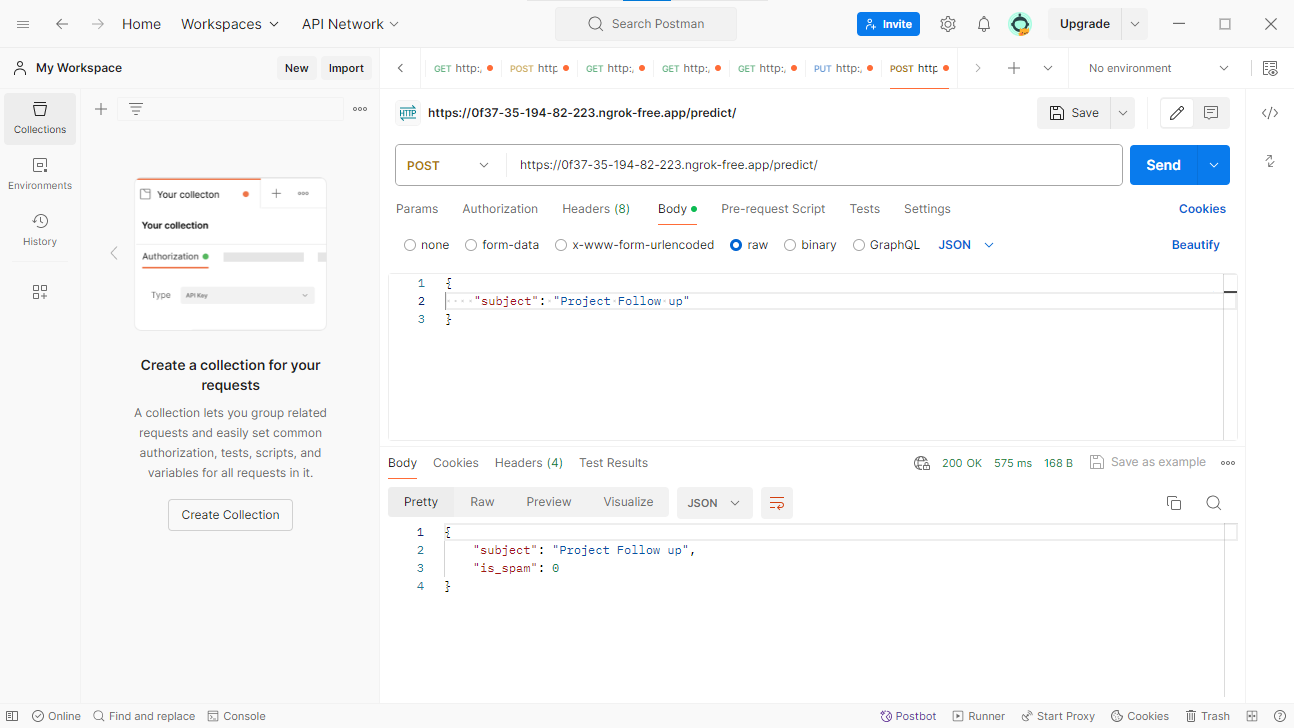 Home Workspaces API Network Search Postman Invite Upgrade
My Workspace New Import GET http:, POST http GET http:, GET http:, GET http:, PUT http:, POST http No environment
Collections
Environments
History
Your collecton
Your collection
Authorization
Type API Key
Create a collection for your
requests
A collection lets you group related
requests and easily set common
authorization, tests, scripts, and
variables for all requests in it.
Create Collection
HTTP https://0f37-35-194-82-223.ngrok-free.app/predict/ Save
POST https://0f37-35-194-82-223.ngrok-free.app/predict/ Send
Params Authorization Headers (8) Body Pre-request Script Tests Settings Cookies
none form-data x-www-form-urlencoded raw binary GraphQL JSON Beautify
1 {
2 "subject": "Project Follow up"
3 }
Body Cookies Headers (4) Test Results 200 OK 575 ms 168 B Save as example
Pretty Raw Preview Visualize JSON
1 {
2 "subject": "Project Follow up",
3 "is_spam": 0
4 }
Online Find and replace Console Postbot Runner Start Proxy Cookies Trash